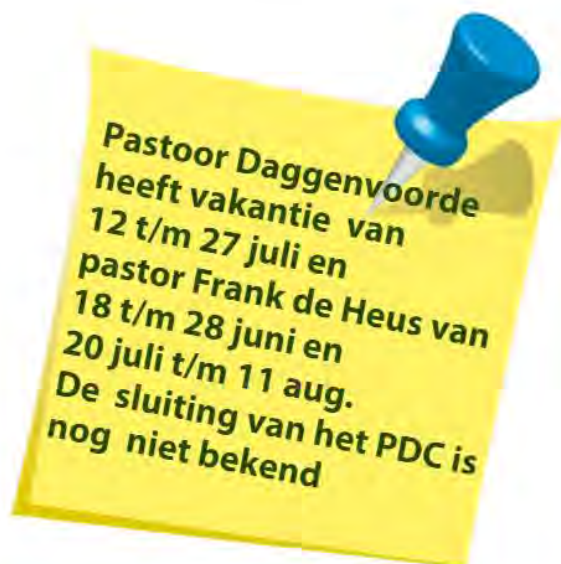 Pastoor Daggenvoorde
heeft vakantie van
12 t/m 27 juli en
pastor Frank de Heus van
18 t/m 28 juni en
20 juli t/m 11 aug.
De sluiting van het PDC is
nog niet bekend